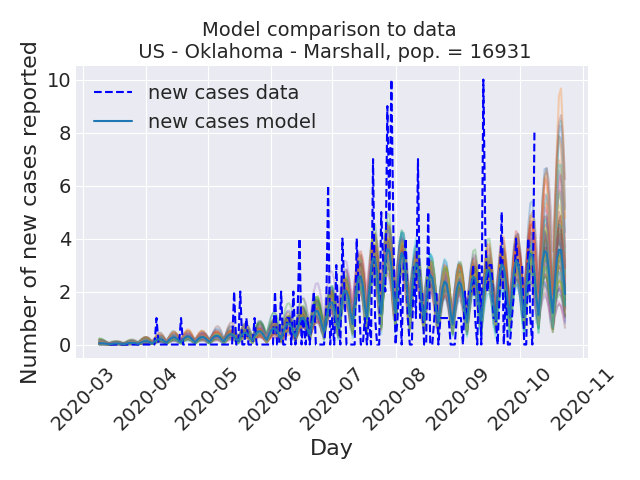 Model comparison to data
US - Oklahoma - Marshall, pop. = 16931
Number of new cases reported
10
8
6
4
2
0
new cases data
new cases model
2020-03
2020-04
2020-05
2020-06
2020-07
2020-08
2020-09
2020-10
2020-11
Day